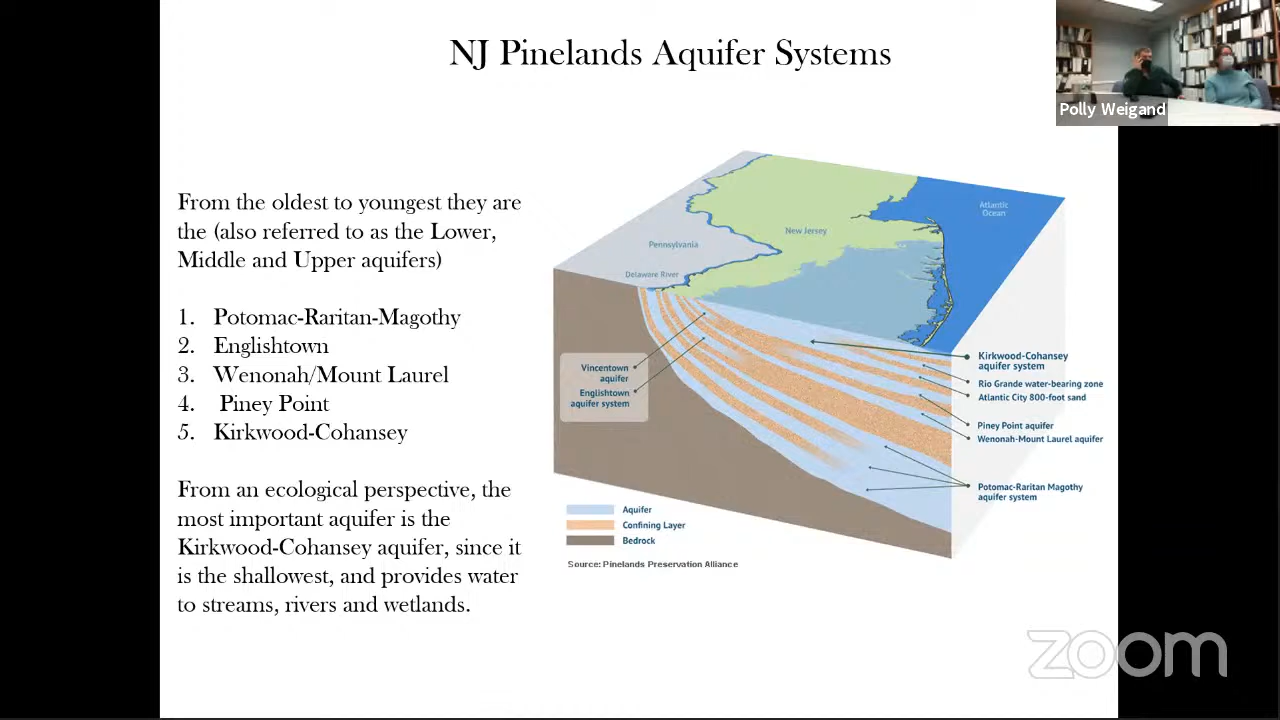 NJ Pinelands Aquifer Systems
Polly Weigand
From the oldest to youngest they are
the (also referred to as the Lower,
Middle and Upper aquifers)
1. Potomac-Raritan-Magothy
2. Englishtown
3. Wenonah/Mount Laurel
4. Piney Point
5. Kirkwood-Cohansey
From an ecological perspective, the
most important aquifer is the
Kirkwood-Cohansey aquifer, since it
is the shallowest, and provides water
to streams, rivers and wetlands.
Atlantic
Ocean
New Jersey
Pennsylvania
Delaware River
Vincentown
aquifer
Englishtown
aquifer system
Kirkwood-Cohansey
aquifer system
Rio Grande water-bearing zone
Atlantic City 800-foot sand
Piney Point aquifer
Wenonah-Mount Laurel aquifer
Potomac-Raritan Magothy
aquifer system
Aquifer
Confining Layer
Bedrock
Source: Pinelands Preservation Alliance
zoom